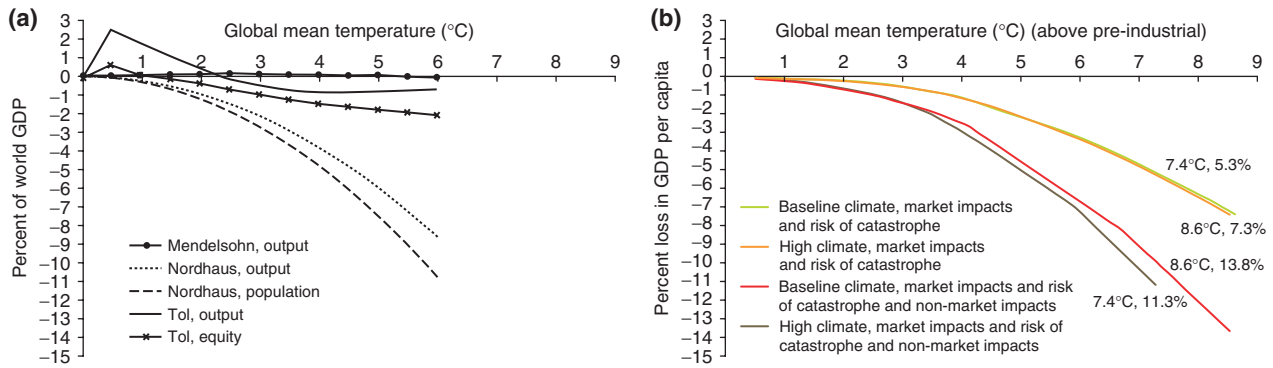 (a)
Global mean temperature (°C)
Percent of world GDP
3
2
1
0
−1
−2
−3
−4
−5
−6
−7
−8
−9
−10
−11
−12
−13
−14
−15
1 2 3 4 5 6 7 8 9
Mendelsohn, output
Nordhaus, output
Nordhaus, population
Tol, output
Tol, equity
(b)
Global mean temperature (°C) (above pre-industrial)
Percent loss in GDP per capita
3
2
1
0
−1
−2
−3
−4
−5
−6
−7
−8
−9
−10
−11
−12
−13
−14
−15
1 2 3 4 5 6 7 8 9
7.4°C, 5.3%
8.6°C, 7.3%
8.6°C, 13.8%
7.4°C, 11.3%
Baseline climate, market impacts
and risk of catastrophe
High climate, market impacts
and risk of catastrophe
Baseline climate, market impacts and risk
of catastrophe and non-market impacts
High climate, market impacts and risk of
catastrophe and non-market impacts